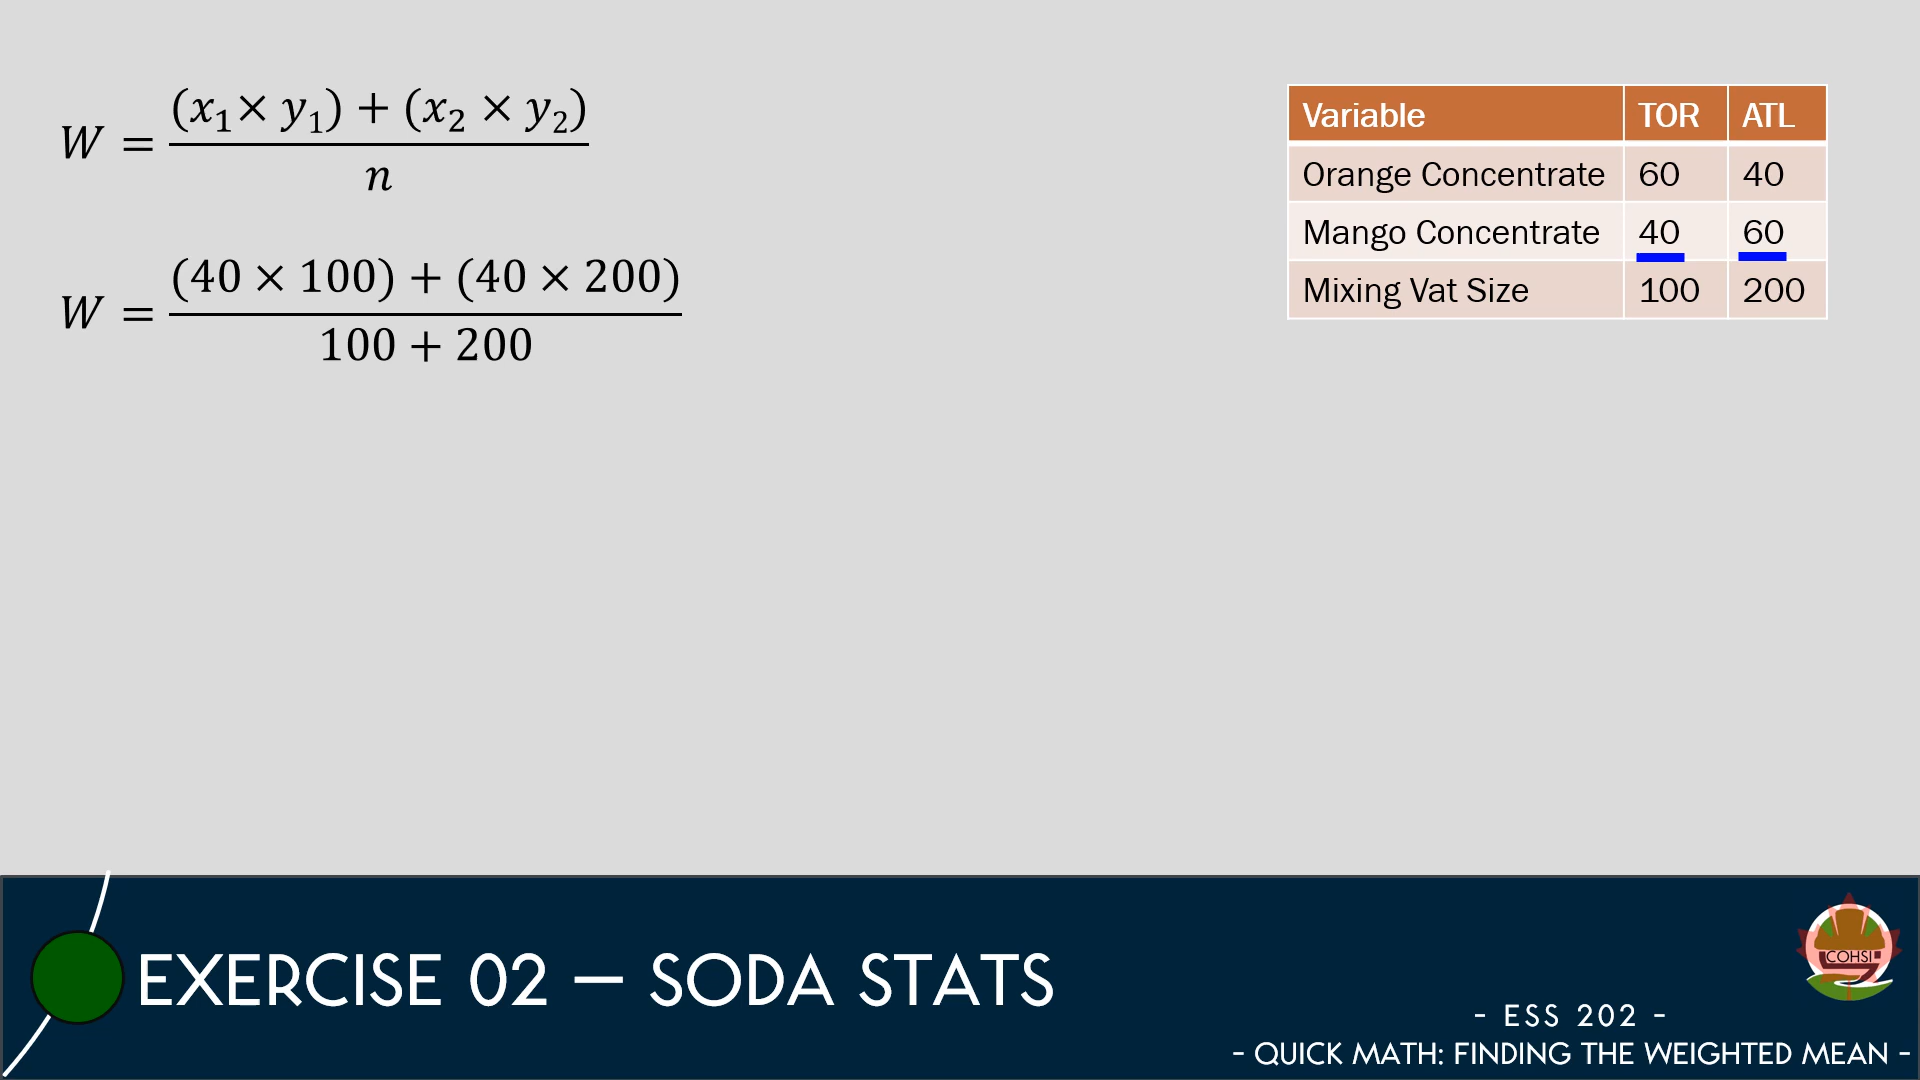 W = (x₁× y₁) + (x₂ × y₂) / n
W = (40 × 100) + (40 × 200) / 100 + 200
Variable TOR ATL
Orange Concentrate 60 40
Mango Concentrate 40 60
Mixing Vat Size 100 200
EXERCISE 02 – SODA STATS
COHSI
- ESS 202 -
- QUICK MATH: FINDING THE WEIGHTED MEAN -